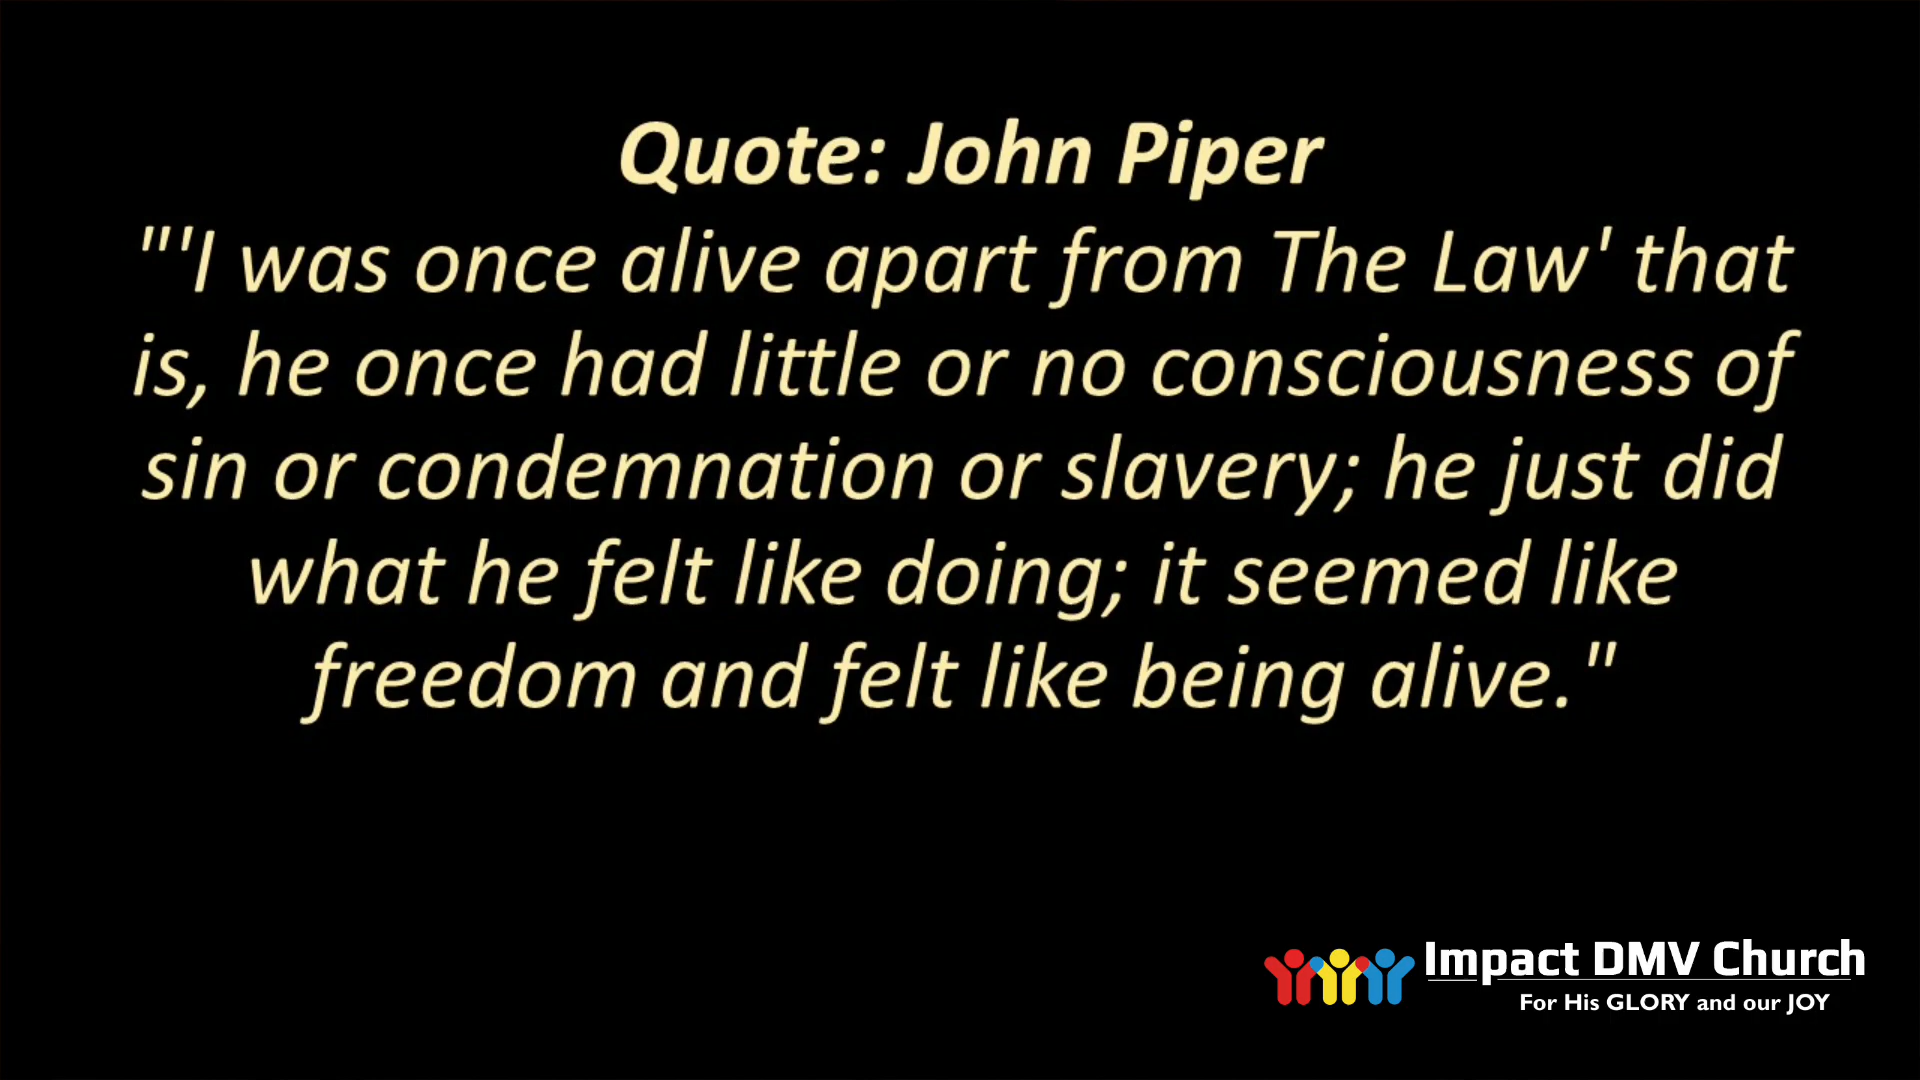 Quote: John Piper
"'I was once alive apart from The Law' that
is, he once had little or no consciousness of
sin or condemnation or slavery; he just did
what he felt like doing; it seemed like
freedom and felt like being alive."
Impact DMV Church
For His GLORY and our JOY